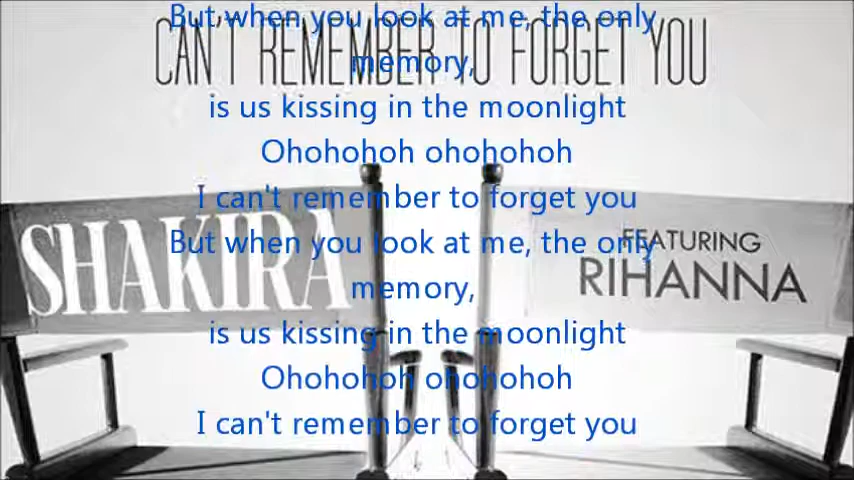 But when you look at me, the only
CAN'T REMEMBER TO FORGET YOU
memory,
is us kissing in the moonlight
Ohohohoh ohohohoh
I can't remember to forget you
SHAKIRA
FEATURING
RIHANNA
But when you look at me, the only
memory,
is us kissing in the moonlight
Ohohohoh ohohohoh
I can't remember to forget you